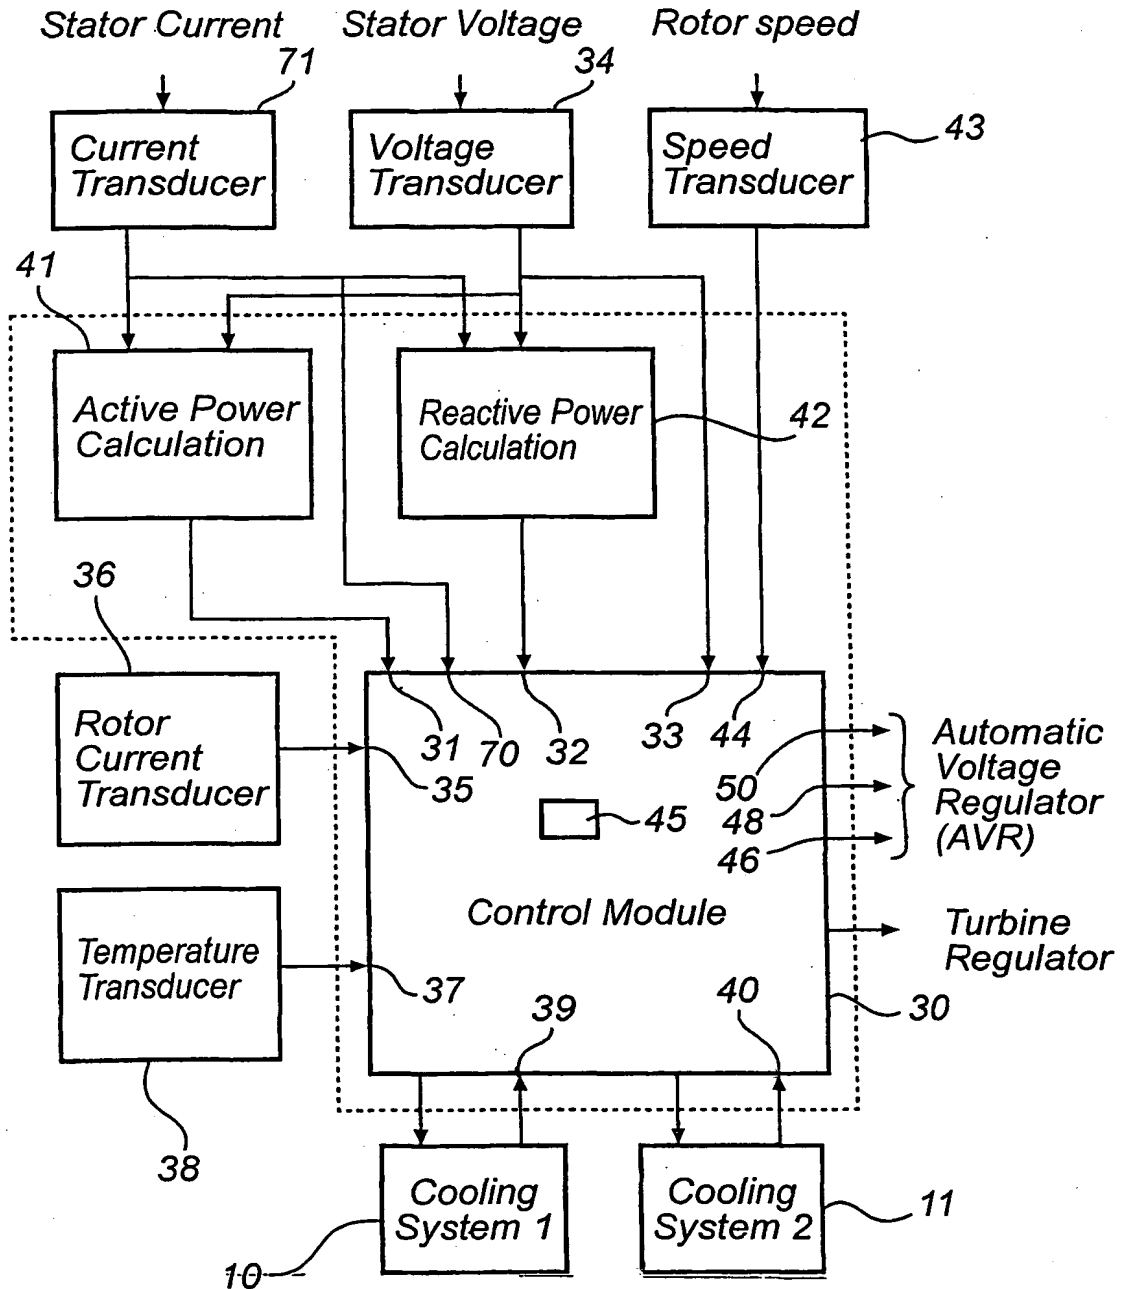 Stator Current
Stator Voltage
Rotor speed
71
34
43
Current
Transducer
Voltage
Transducer
Speed
Transducer
41
Active Power
Calculation
Reactive Power
Calculation
42
36
Rotor
Current
Transducer
31
70
32
33
44
35
50
48
46
45
Automatic
Voltage
Regulator
(AVR)
Control Module
Turbine
Regulator
Temperature
Transducer
37
39
40
30
38
Cooling
System 1
Cooling
System 2
11
10